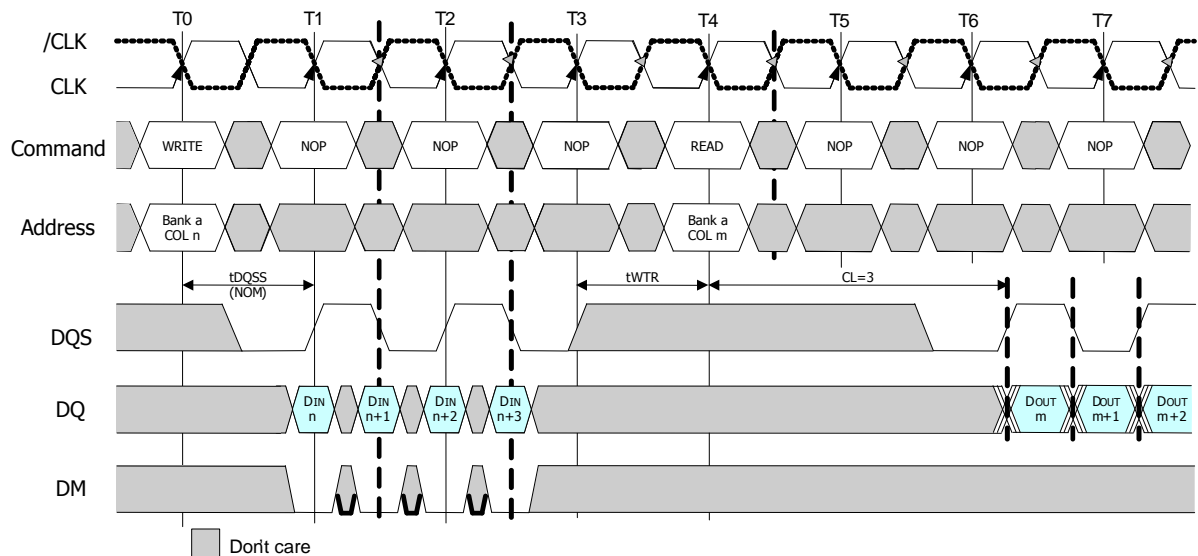 T0 T1 T2 T3 T4 T5 T6 T7
/CLK
CLK
Command WRITE NOP NOP NOP READ NOP NOP NOP
Address Bank a COL n Bank a COL m
tDQSS (NOM) tWTR CL=3
DQS
DQ DIN n DIN n+1 DIN n+2 DIN n+3 DOUT m DOUT m+1 DOUT m+2
DM
Don't care